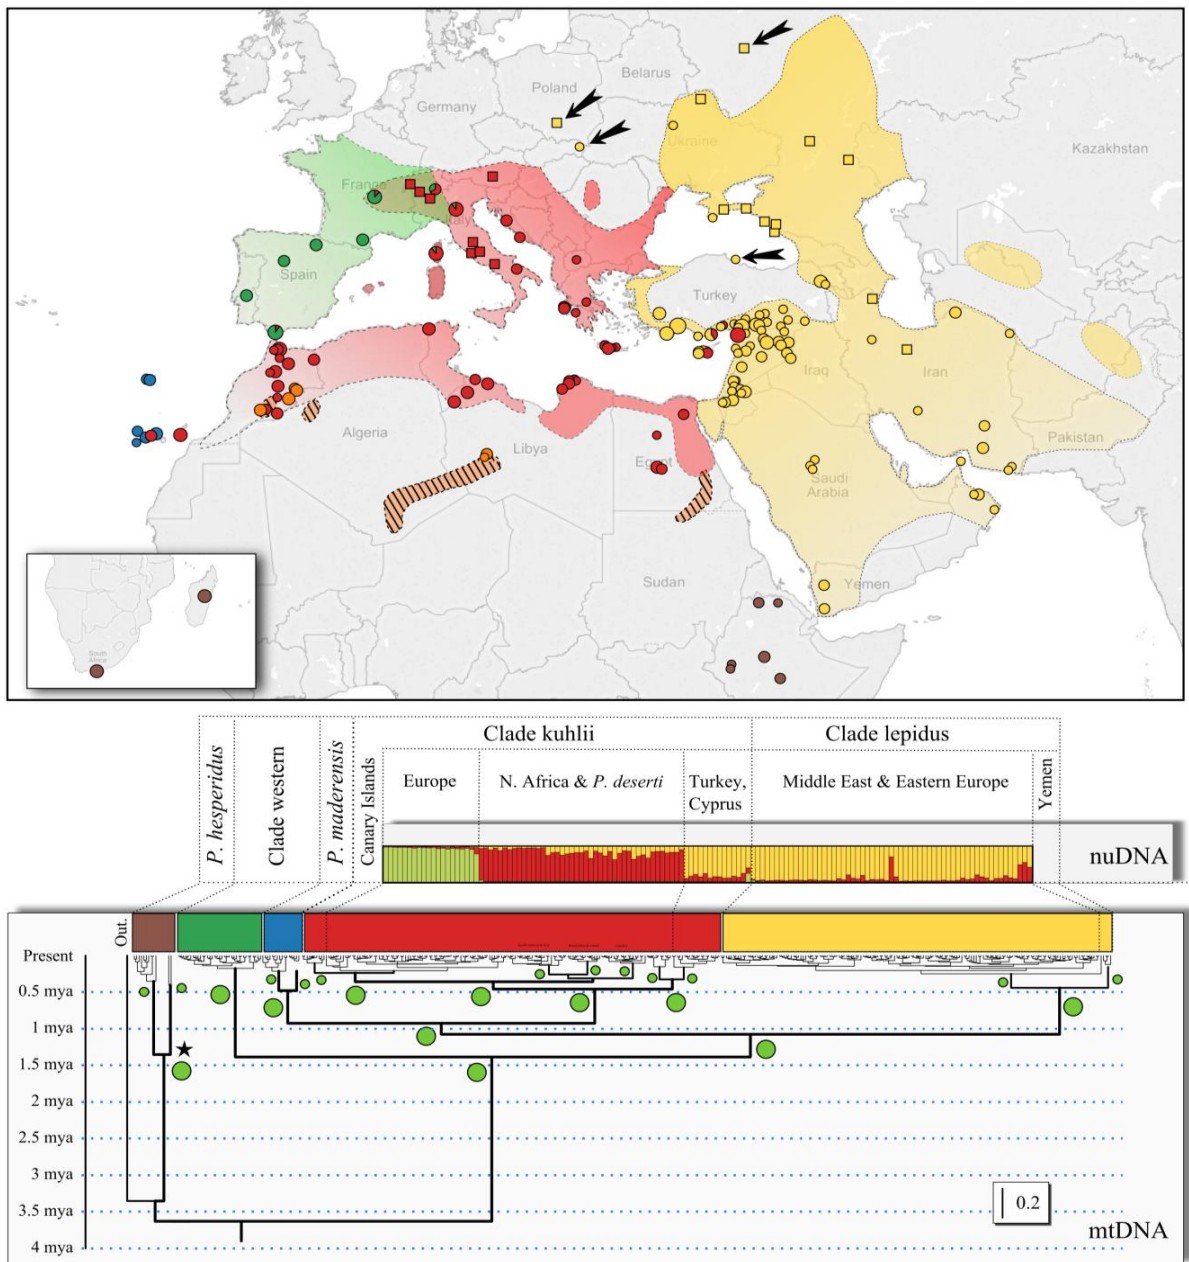 Belarus
Poland
Germany
Ukraine
Kazakhstan
France
Italy
Spain
Turkey
Iraq
Iran
Pakistan
Algeria
Libya
Egypt
Saudi
Arabia
Sudan
Yemen
South
Africa
Clade kuhlii
Clade lepidus
P. hesperidus
Clade western
P. maderensis
Canary Islands
Europe
N. Africa & P. deserti
Turkey,
Cyprus
Middle East & Eastern Europe
Yemen
nuDNA
Out.
Present
0.5 mya
1 mya
1.5 mya
2 mya
2.5 mya
3 mya
3.5 mya
4 mya
0.2
mtDNA